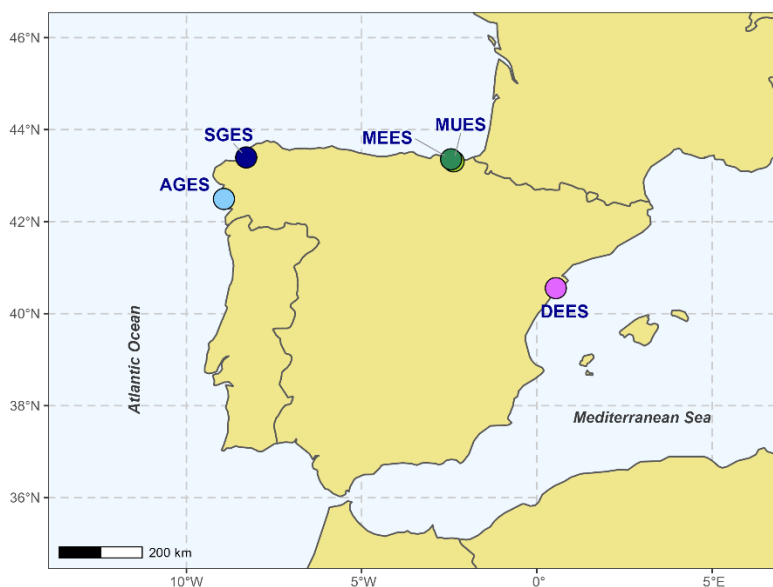 46°N
44°N
42°N
40°N
38°N
36°N
SGES
MUES
MEES
AGES
DEES
Atlantic Ocean
Mediterranean Sea
200 km
10°W
5°W
0°
5°E